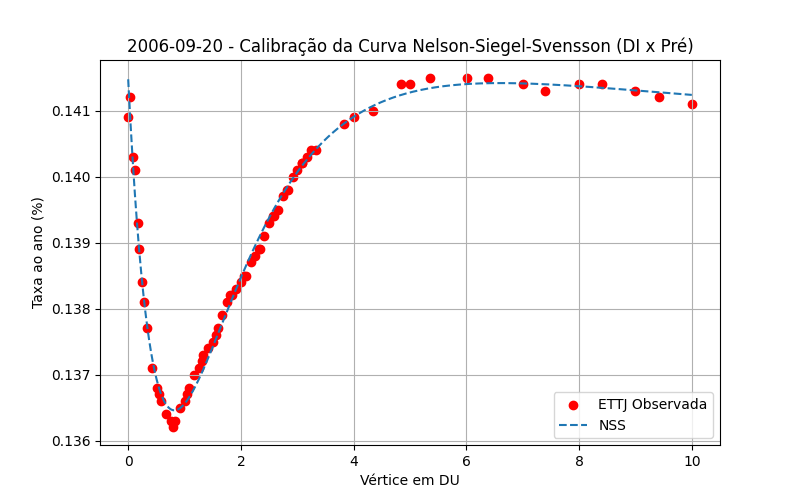 2006-09-20 - Calibração da Curva Nelson-Siegel-Svensson (DI x Pré)
Taxa ao ano (%)
0.141
0.140
0.139
0.138
0.137
0.136
0 2 4 6 8 10
Vértice em DU
ETTJ Observada
NSS